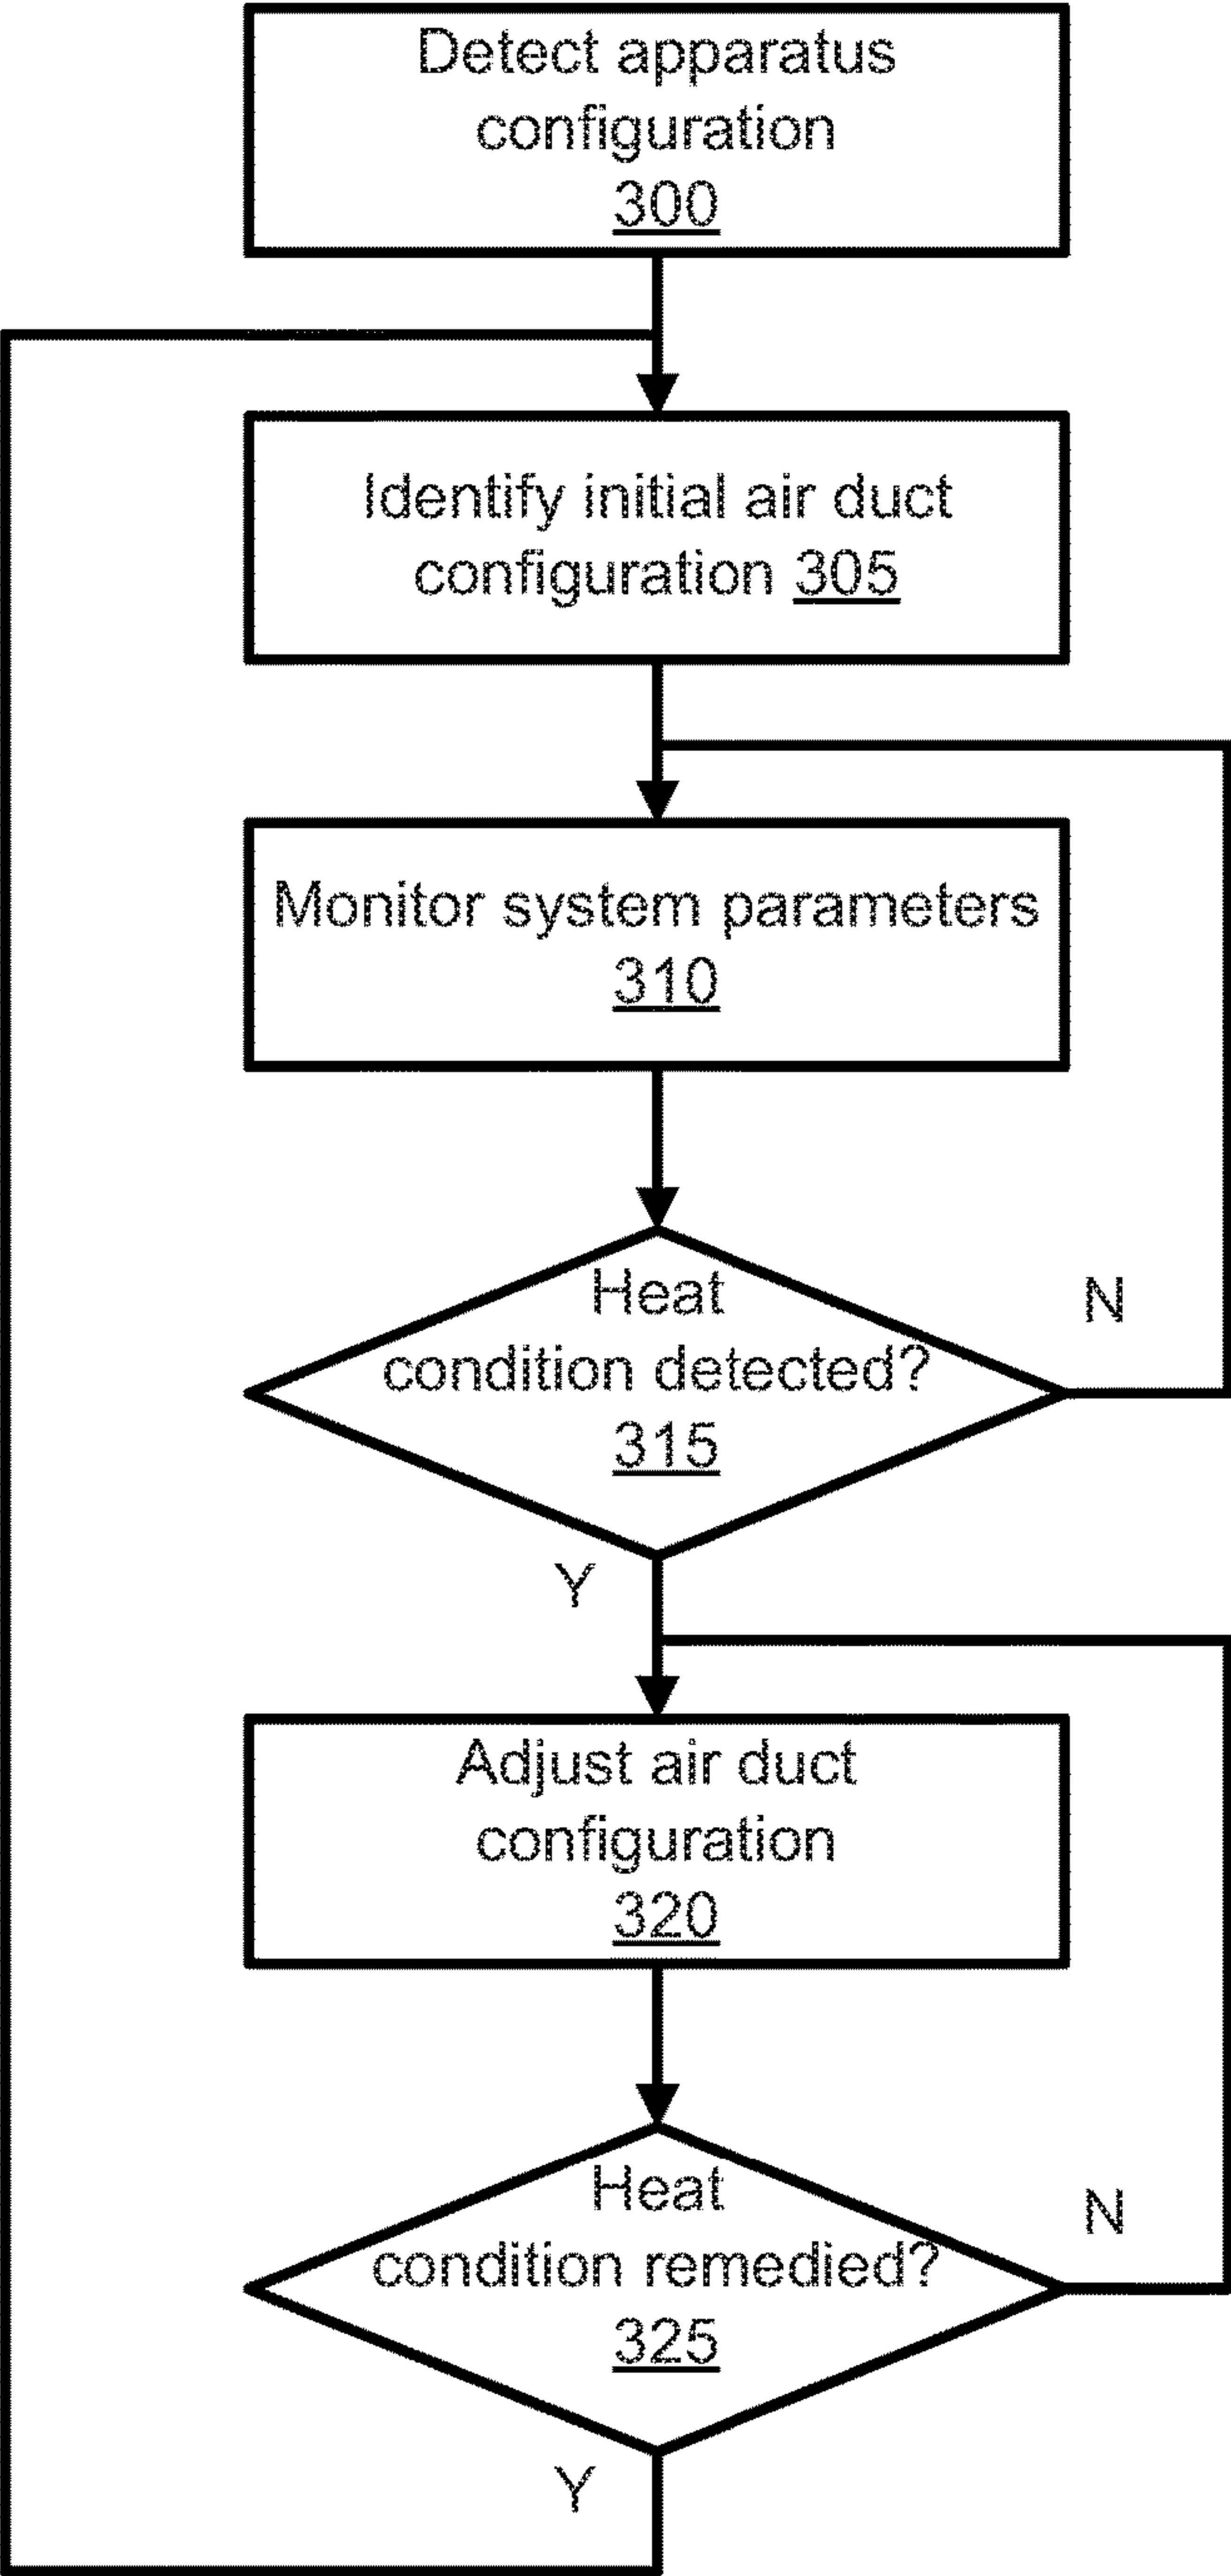 Detect apparatus
configuration
300
Identify initial air duct
configuration 305
Monitor system parameters
310
Heat
condition detected?
315
N
Y
Adjust air duct
configuration
320
Heat
condition remedied?
325
N
Y